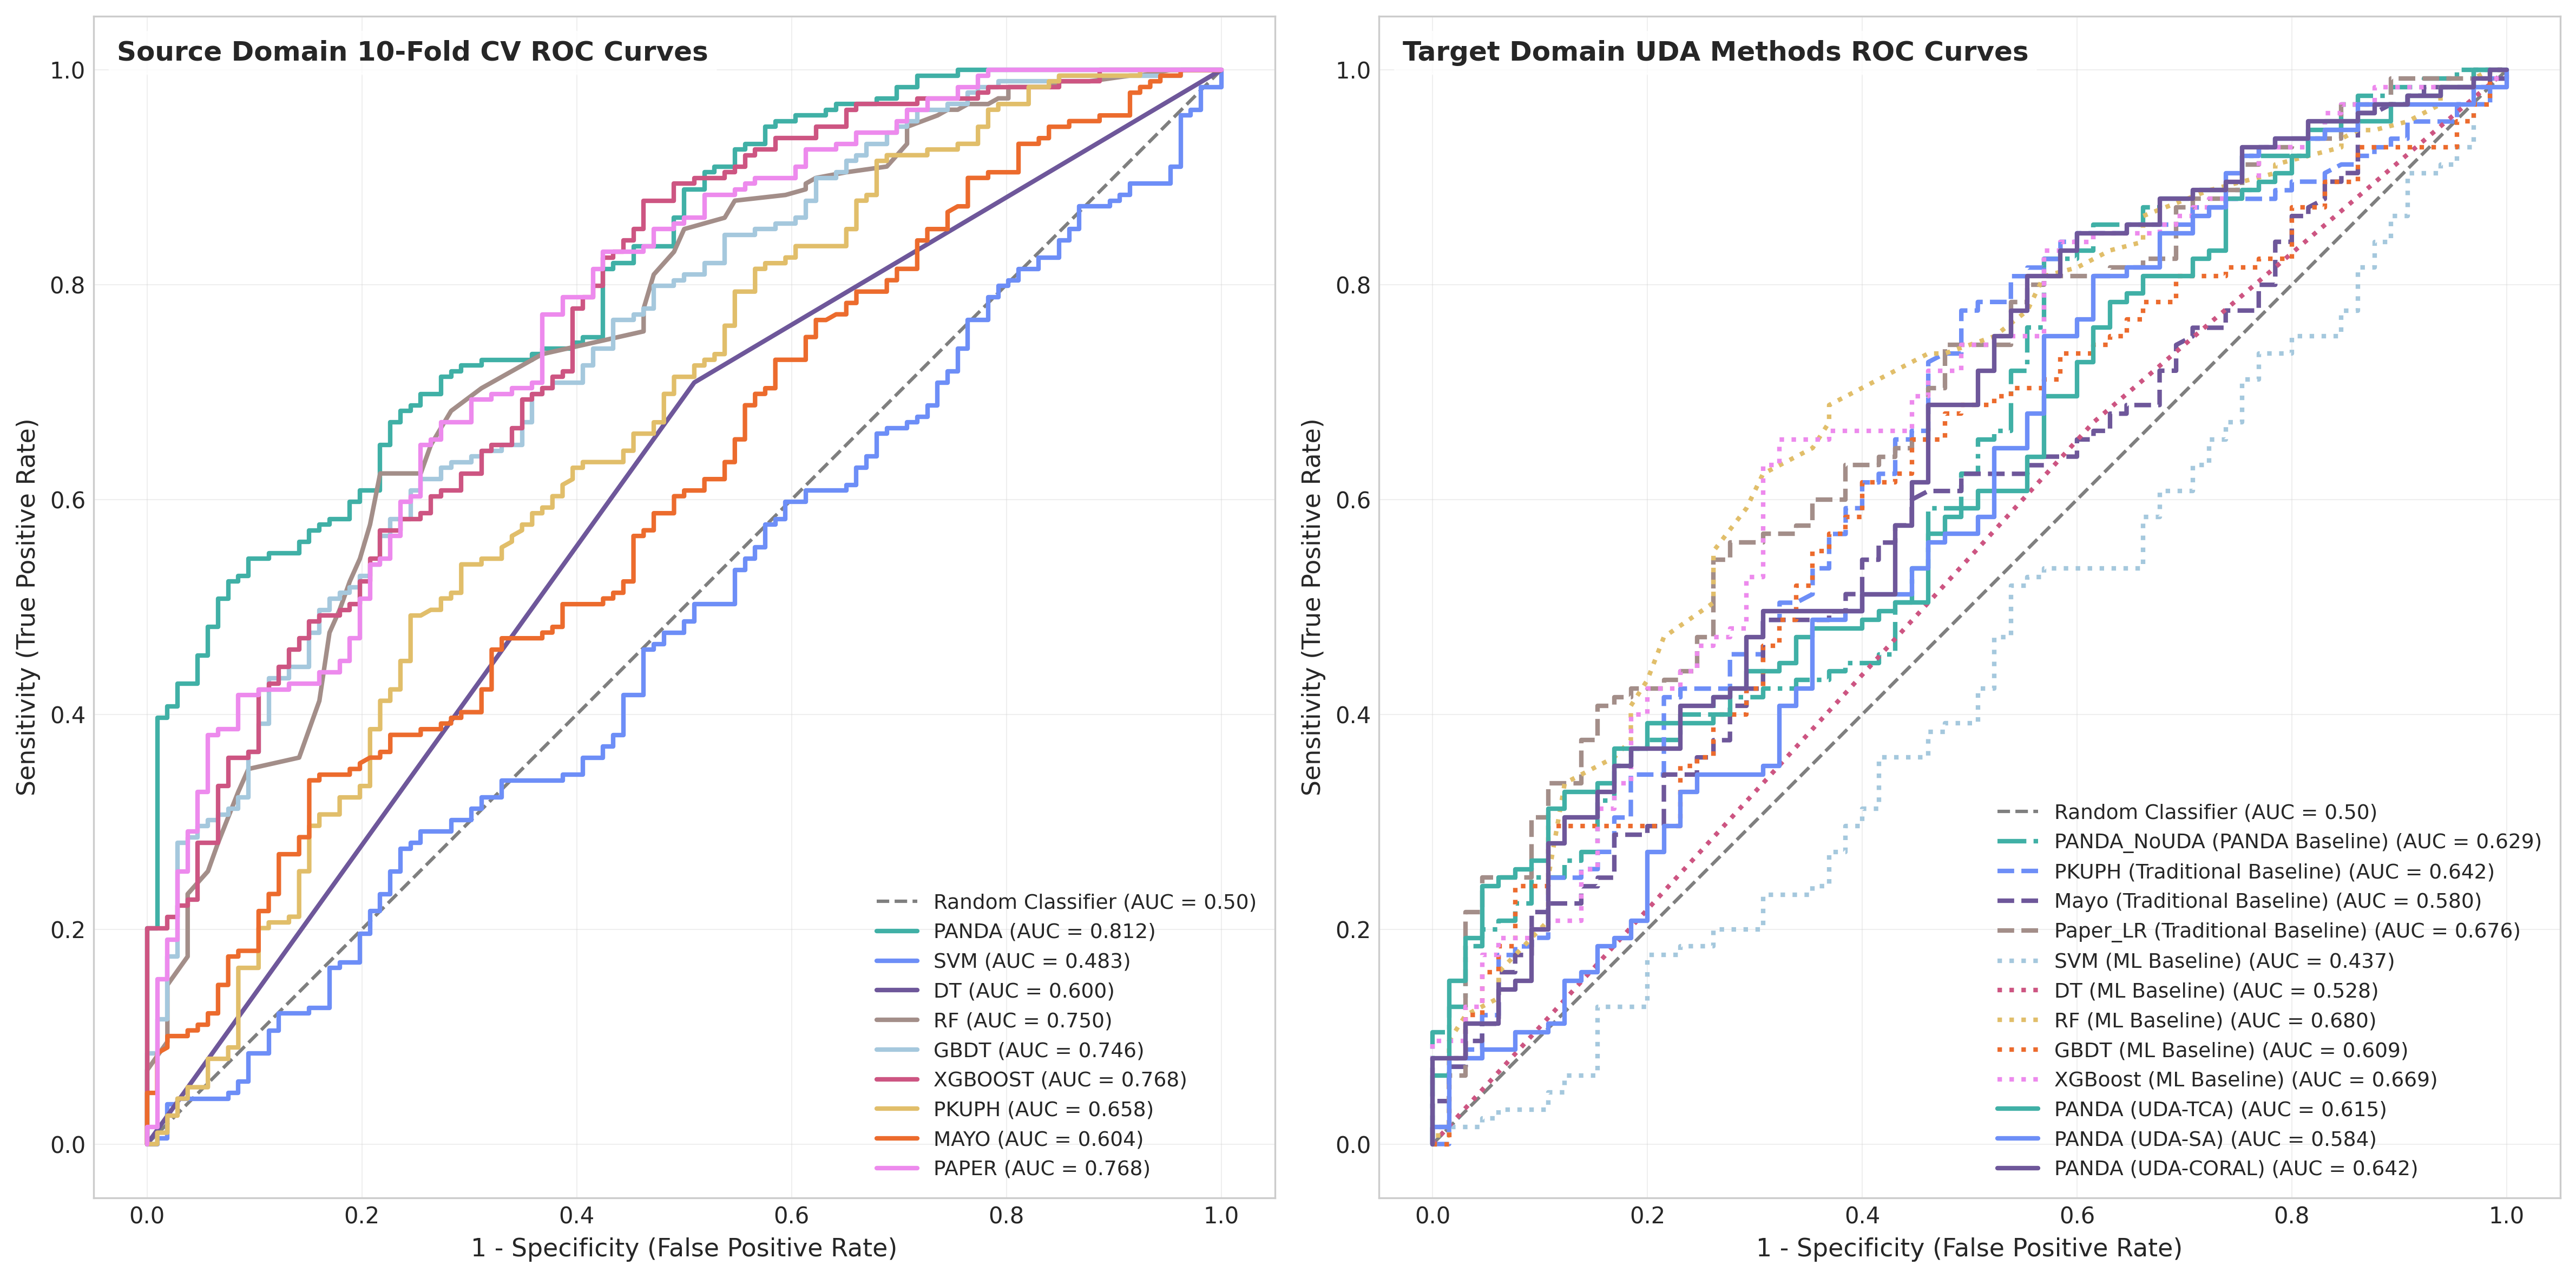 Source Domain 10-Fold CV ROC Curves
1.0
0.8
0.6
0.4
0.2
0.0
Sensitivity (True Positive Rate)
Random Classifier (AUC = 0.50)
PANDA (AUC = 0.812)
SVM (AUC = 0.483)
DT (AUC = 0.600)
RF (AUC = 0.750)
GBDT (AUC = 0.746)
XGBOOST (AUC = 0.768)
PKUPH (AUC = 0.658)
MAYO (AUC = 0.604)
PAPER (AUC = 0.768)
0.0 0.2 0.4 0.6 0.8 1.0
1 - Specificity (False Positive Rate)
Target Domain UDA Methods ROC Curves
1.0
0.8
0.6
0.4
0.2
0.0
Sensitivity (True Positive Rate)
Random Classifier (AUC = 0.50)
PANDA_NoUDA (PANDA Baseline) (AUC = 0.629)
PKUPH (Traditional Baseline) (AUC = 0.642)
Mayo (Traditional Baseline) (AUC = 0.580)
Paper_LR (Traditional Baseline) (AUC = 0.676)
SVM (ML Baseline) (AUC = 0.437)
DT (ML Baseline) (AUC = 0.528)
RF (ML Baseline) (AUC = 0.680)
GBDT (ML Baseline) (AUC = 0.609)
XGBoost (ML Baseline) (AUC = 0.669)
PANDA (UDA-TCA) (AUC = 0.615)
PANDA (UDA-SA) (AUC = 0.584)
PANDA (UDA-CORAL) (AUC = 0.642)
0.0 0.2 0.4 0.6 0.8 1.0
1 - Specificity (False Positive Rate)